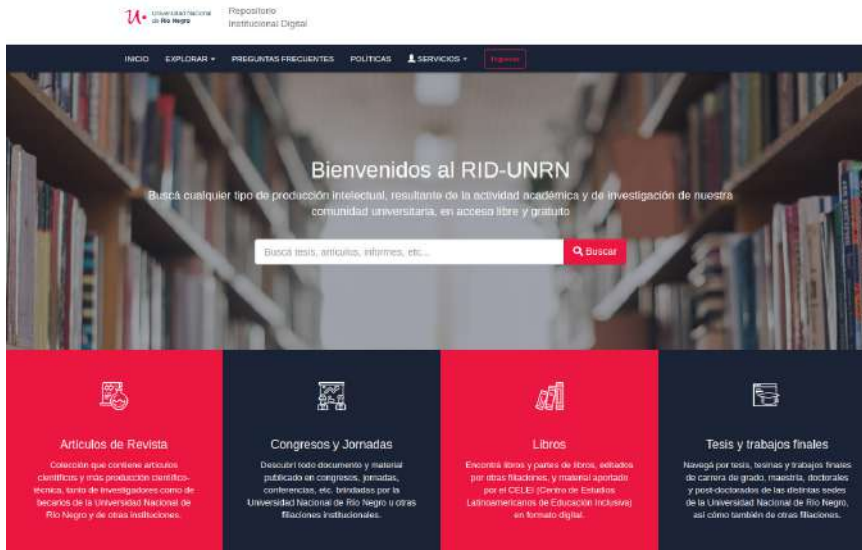 Universidad Nacional
de Río Negro
Repositorio
Institucional Digital
INICIO EXPLORAR PREGUNTAS FRECUENTES POLÍTICAS SERVICIOS Ingresar
Bienvenidos al RID-UNRN
Buscá cualquier tipo de producción intelectual, resultante de la actividad académica y de investigación de nuestra
comunidad universitaria, en acceso libre y gratuito
Buscá tesis, artículos, informes, etc...
Buscar
Artículos de Revista
Colección que contiene artículos
científicos y más producción científico-
técnica, tanto de investigadores como de
becarios de la Universidad Nacional de
Río Negro y de otras instituciones.
Congresos y Jornadas
Descubrí todo documento y material
publicado en congresos, jornadas,
conferencias, etc. brindadas por la
Universidad Nacional de Río Negro u otras
filiaciones institucionales.
Libros
Encontrá libros y partes de libros, editados
por otras filiaciones, y material aportado
por el CELEI (Centro de Estudios
Latinoamericanos de Educación Inclusiva)
en formato digital.
Tesis y trabajos finales
Navegá por tesis, tesinas y trabajos finales
de carrera de grado, maestría, doctorales
y post-doctorados de las distintas sedes
de la Universidad Nacional de Río Negro,
así cómo también de otras filiaciones.